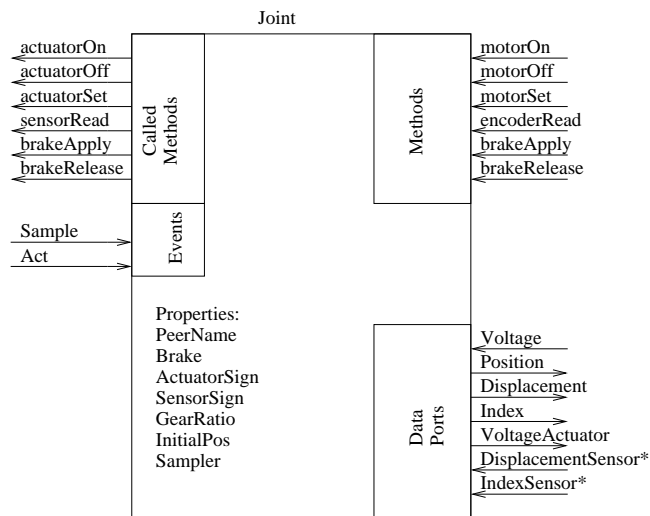 Joint
actuatorOn
actuatorOff
actuatorSet
sensorRead
brakeApply
brakeRelease
Called
Methods
Methods
motorOn
motorOff
motorSet
encoderRead
brakeApply
brakeRelease
Sample
Act
Events
Properties:
PeerName
Brake
ActuatorSign
SensorSign
GearRatio
InitialPos
Sampler
Data
Ports
Voltage
Position
Displacement
Index
VoltageActuator
DisplacementSensor*
IndexSensor*